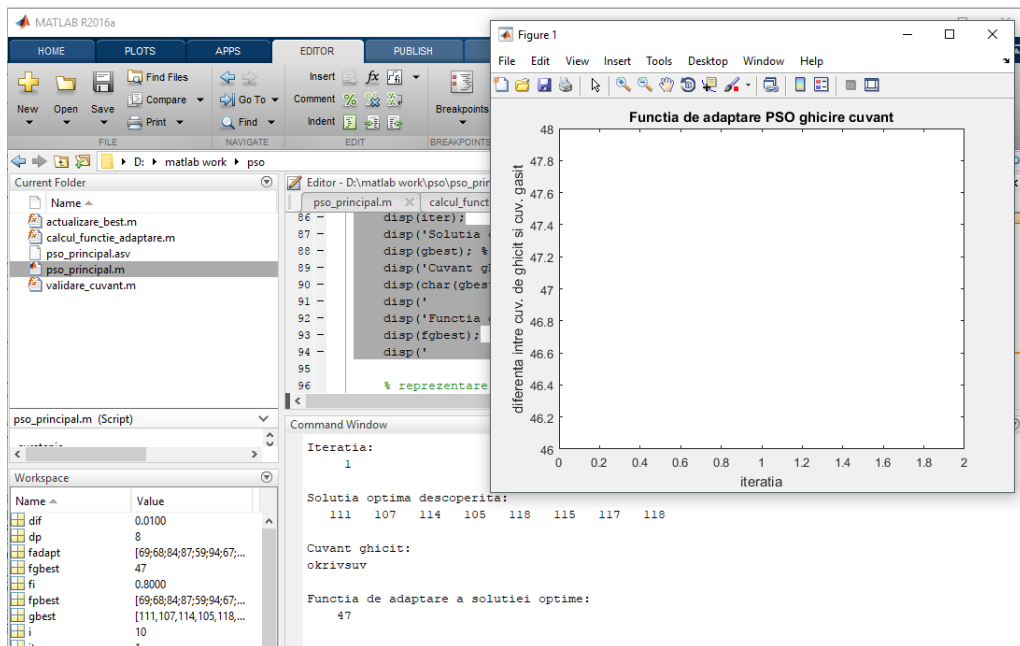 MATLAB R2016a
HOME PLOTS APPS EDITOR PUBLISH
New Open Save
Find Files
Compare
Print
FILE
Go To
Find
NAVIGATE
Insert fx
Comment
Indent
EDIT
Breakpoints
BREAKPOINTS
D: matlab work pso
Current Folder
Name
actualizare_best.m
calcul_functie_adaptare.m
pso_principal.asv
pso_principal.m
validare_cuvant.m
pso_principal.m (Script)
Workspace
Name Value
dif 0.0100
dp 8
fadapt [69;68;84;87;59;94;67;...
fgbest 47
fi 0.8000
fpbest [69;68;84;87;59;94;67;...
gbest [111,107,114,105,118,...
i 10
Editor - D:\matlab work\pso\pso_prin
pso_principal.m calcul_funct
86 - disp(iter);
87 - disp('Solutia
88 - disp(gbest); %
89 - disp('Cuvant g
90 - disp(char(gbes
91 - disp('
92 - disp('Functia
93 - disp(fgbest);
94 - disp('
95
96 % reprezentare
Command Window
Iteratia:
1
Solutia optima descoperita:
111 107 114 105 118 115 117 118
Cuvant ghicit:
okrivsuv
Functia de adaptare a solutiei optime:
47
Figure 1
File Edit View Insert Tools Desktop Window Help
Functia de adaptare PSO ghicire cuvant
diferenta intre cuv. de ghicit si cuv. gasit
48
47.8
47.6
47.4
47.2
47
46.8
46.6
46.4
46.2
46
0 0.2 0.4 0.6 0.8 1 1.2 1.4 1.6 1.8 2
iteratia